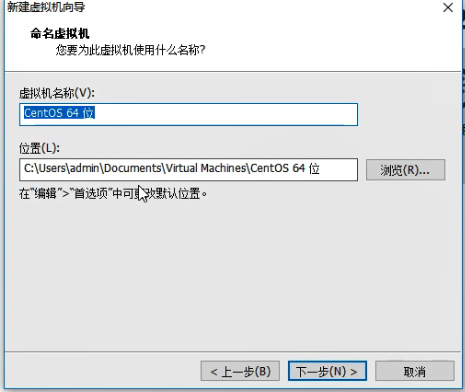 新建虚拟机向导
命名虚拟机
您要为此虚拟机使用什么名称?
虚拟机名称(V):
CentOS 64 位
位置(L):
C:\Users\admin\Documents\Virtual Machines\CentOS 64 位
浏览(R)...
在“编辑”>“首选项”中可更改默认位置。
< 上一步(B)
下一步(N) >
取消